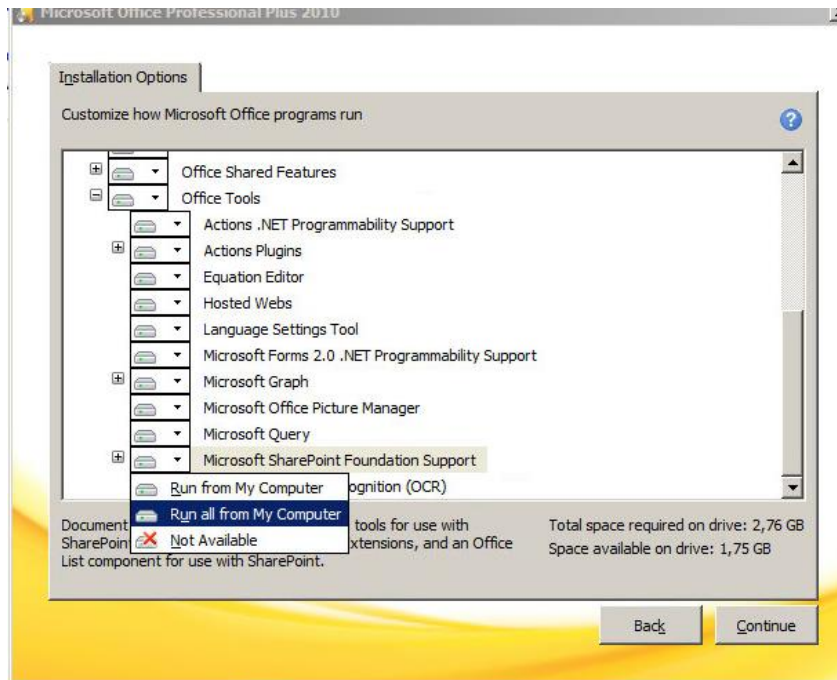 Microsoft Office Professional Plus 2010
Installation Options
Customize how Microsoft Office programs run
Office Shared Features
Office Tools
Actions .NET Programmability Support
Actions Plugins
Equation Editor
Hosted Webs
Language Settings Tool
Microsoft Forms 2.0 .NET Programmability Support
Microsoft Graph
Microsoft Office Picture Manager
Microsoft Query
Microsoft SharePoint Foundation Support
Run from My Computer
ognition (OCR)
Run all from My Computer
Not Available
Document tools for use with
SharePoin xtensions, and an Office
List component for use with SharePoint.
Total space required on drive: 2,76 GB
Space available on drive: 1,75 GB
Back
Continue